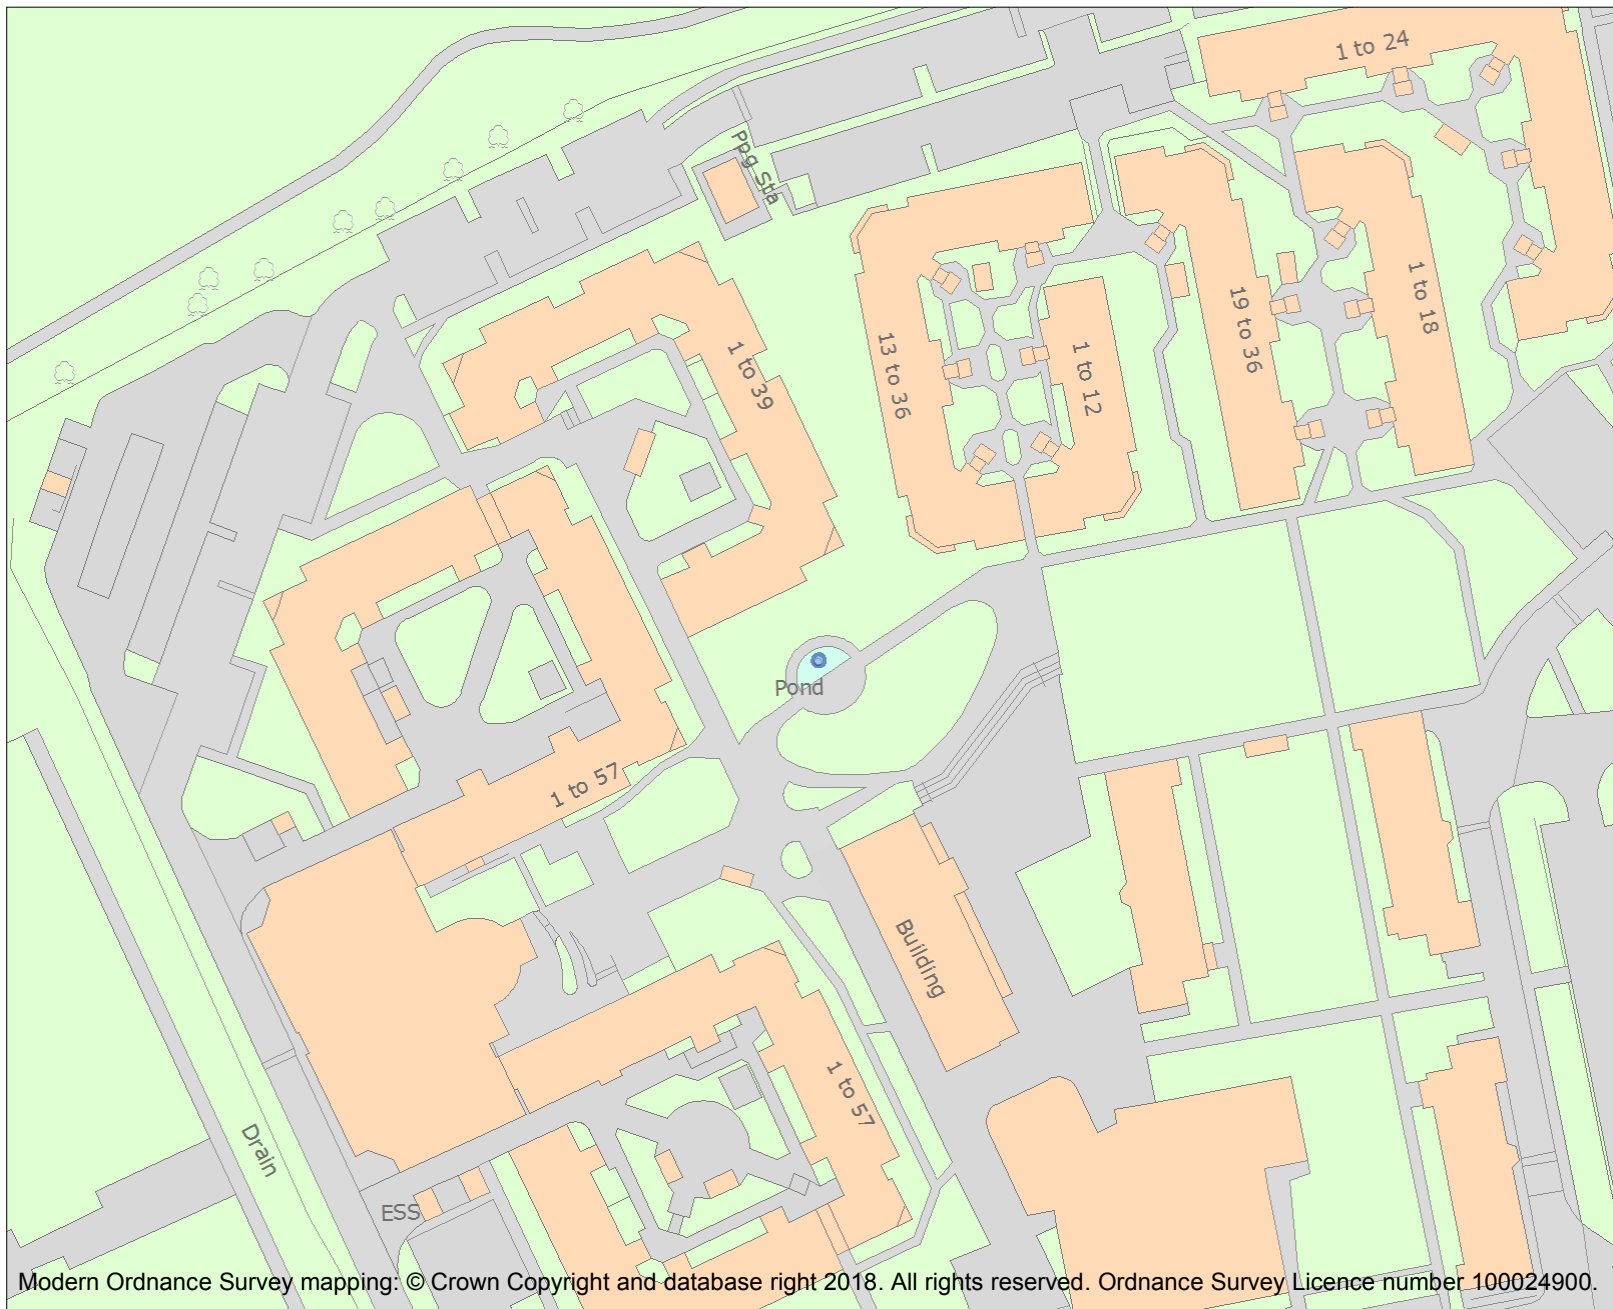 1 to 24
Ppg Sta
1 to 18
19 to 36
1 to 39
13 to 36
1 to 12
Pond
1 to 57
Building
1 to 57
Drain
ESS
Modern Ordnance Survey mapping: © Crown Copyright and database right 2018. All rights reserved. Ordnance Survey Licence number 100024900.